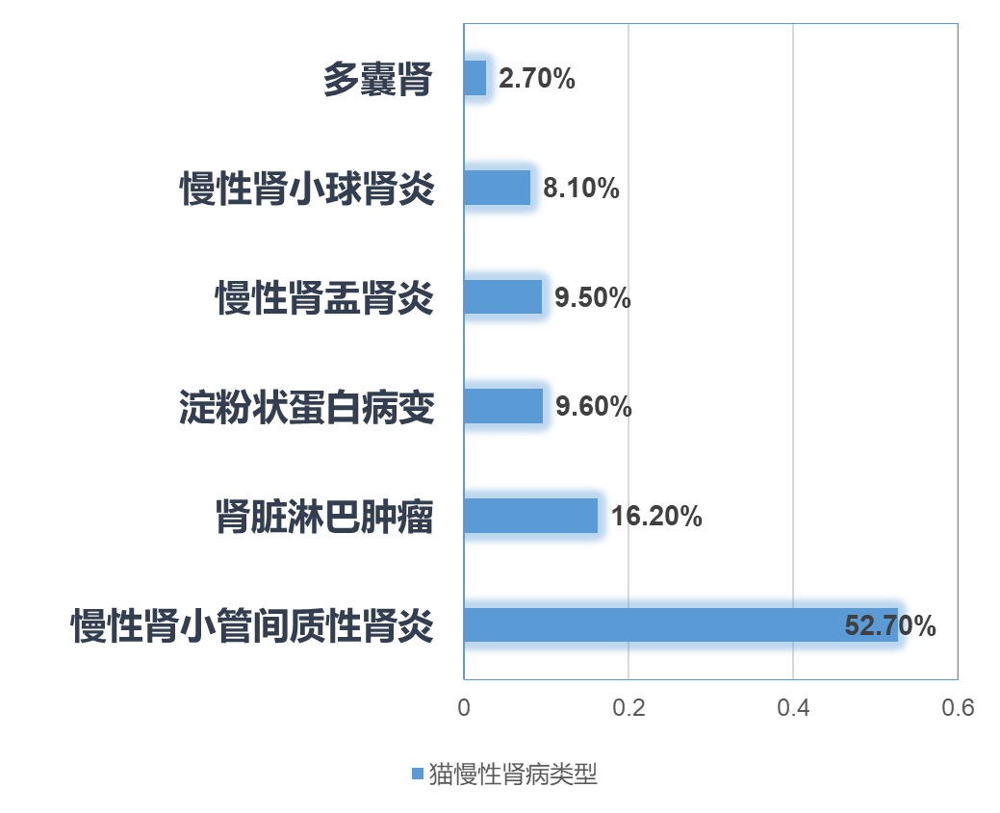 多囊肾 2.70%
慢性肾小球肾炎 8.10%
慢性肾盂肾炎 9.50%
淀粉状蛋白病变 9.60%
肾脏淋巴肿瘤 16.20%
慢性肾小管间质性肾炎 52.70%
0 0.2 0.4 0.6
猫慢性肾病类型